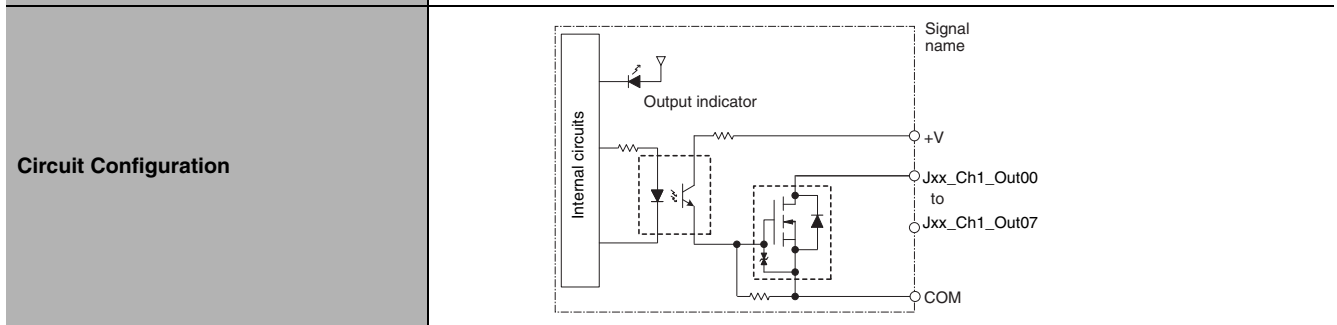 Circuit Configuration
Signal
name
Output indicator
Internal circuits
+V
Jxx_Ch1_Out00
to
Jxx_Ch1_Out07
COM